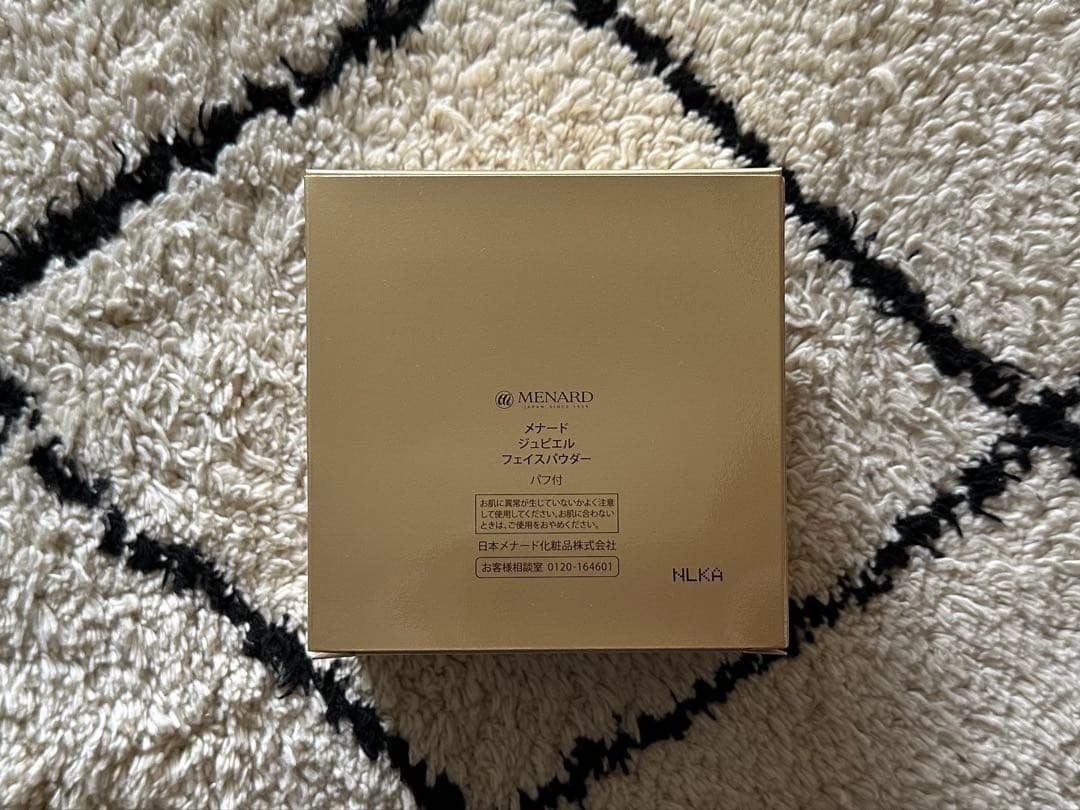 MENARD
JAPAN SINCE 1959
メナード
ジュピエル
フェイスパウダー
パフ付
お肌に異常が生じていないかよく注意
して使用してください。お肌に合わない
ときは、ご使用をおやめください。
日本メナード化粧品株式会社
お客様相談室 0120-164601
NLKA